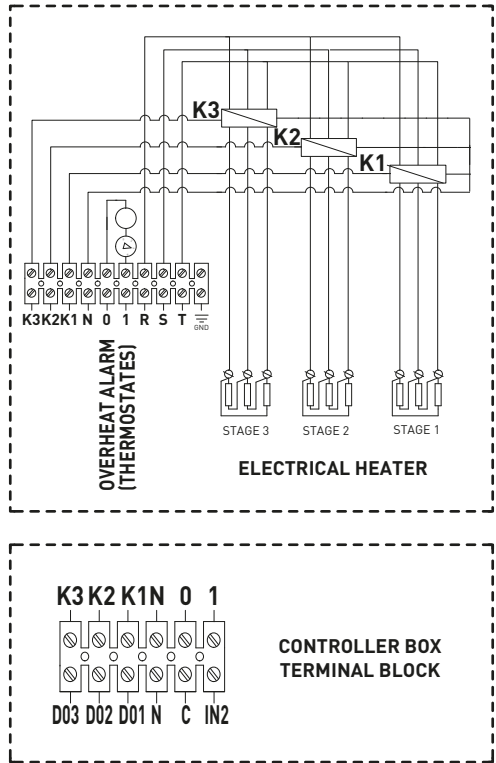 K3
K2
K1
K3 K2 K1 N 0 1 R S T
GND
OVERHEAT ALARM
(THERMOSTATES)
STAGE 3 STAGE 2 STAGE 1
ELECTRICAL HEATER
K3 K2 K1 N 0 1
CONTROLLER BOX
TERMINAL BLOCK
D03 D02 D01 N C IN2